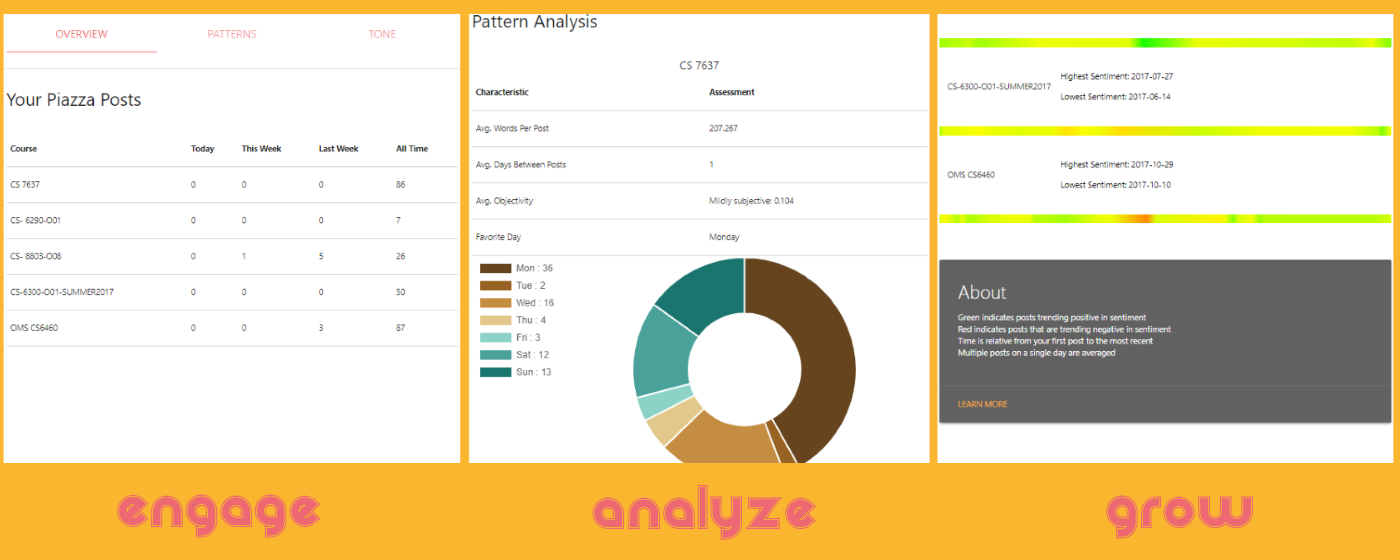 OVERVIEW PATTERNS TONE
Your Piazza Posts
Course Today This Week Last Week All Time
CS 7637 0 0 0 86
CS- 6290-O01 0 0 0 7
CS- 8803-O08 0 1 5 26
CS-6300-O01-SUMMER2017 0 0 0 50
OMS CS6460 0 0 3 87
engage
Pattern Analysis
CS 7637
Characteristic Assessment
Avg. Words Per Post 207.267
Avg. Days Between Posts 1
Avg. Objectivity Mildly subjective: 0.104
Favorite Day Monday
Mon : 36
Tue : 2
Wed : 16
Thu : 4
Fri : 3
Sat : 12
Sun : 13
analyze
CS-6300-O01-SUMMER2017 Highest Sentiment: 2017-07-27
Lowest Sentiment: 2017-06-14
OMS CS6460 Highest Sentiment: 2017-10-29
Lowest Sentiment: 2017-10-10
About
Green indicates posts trending positive in sentiment
Red indicates posts that are trending negative in sentiment
Time is relative from your first post to the most recent
Multiple posts on a single day are averaged
LEARN MORE
grow